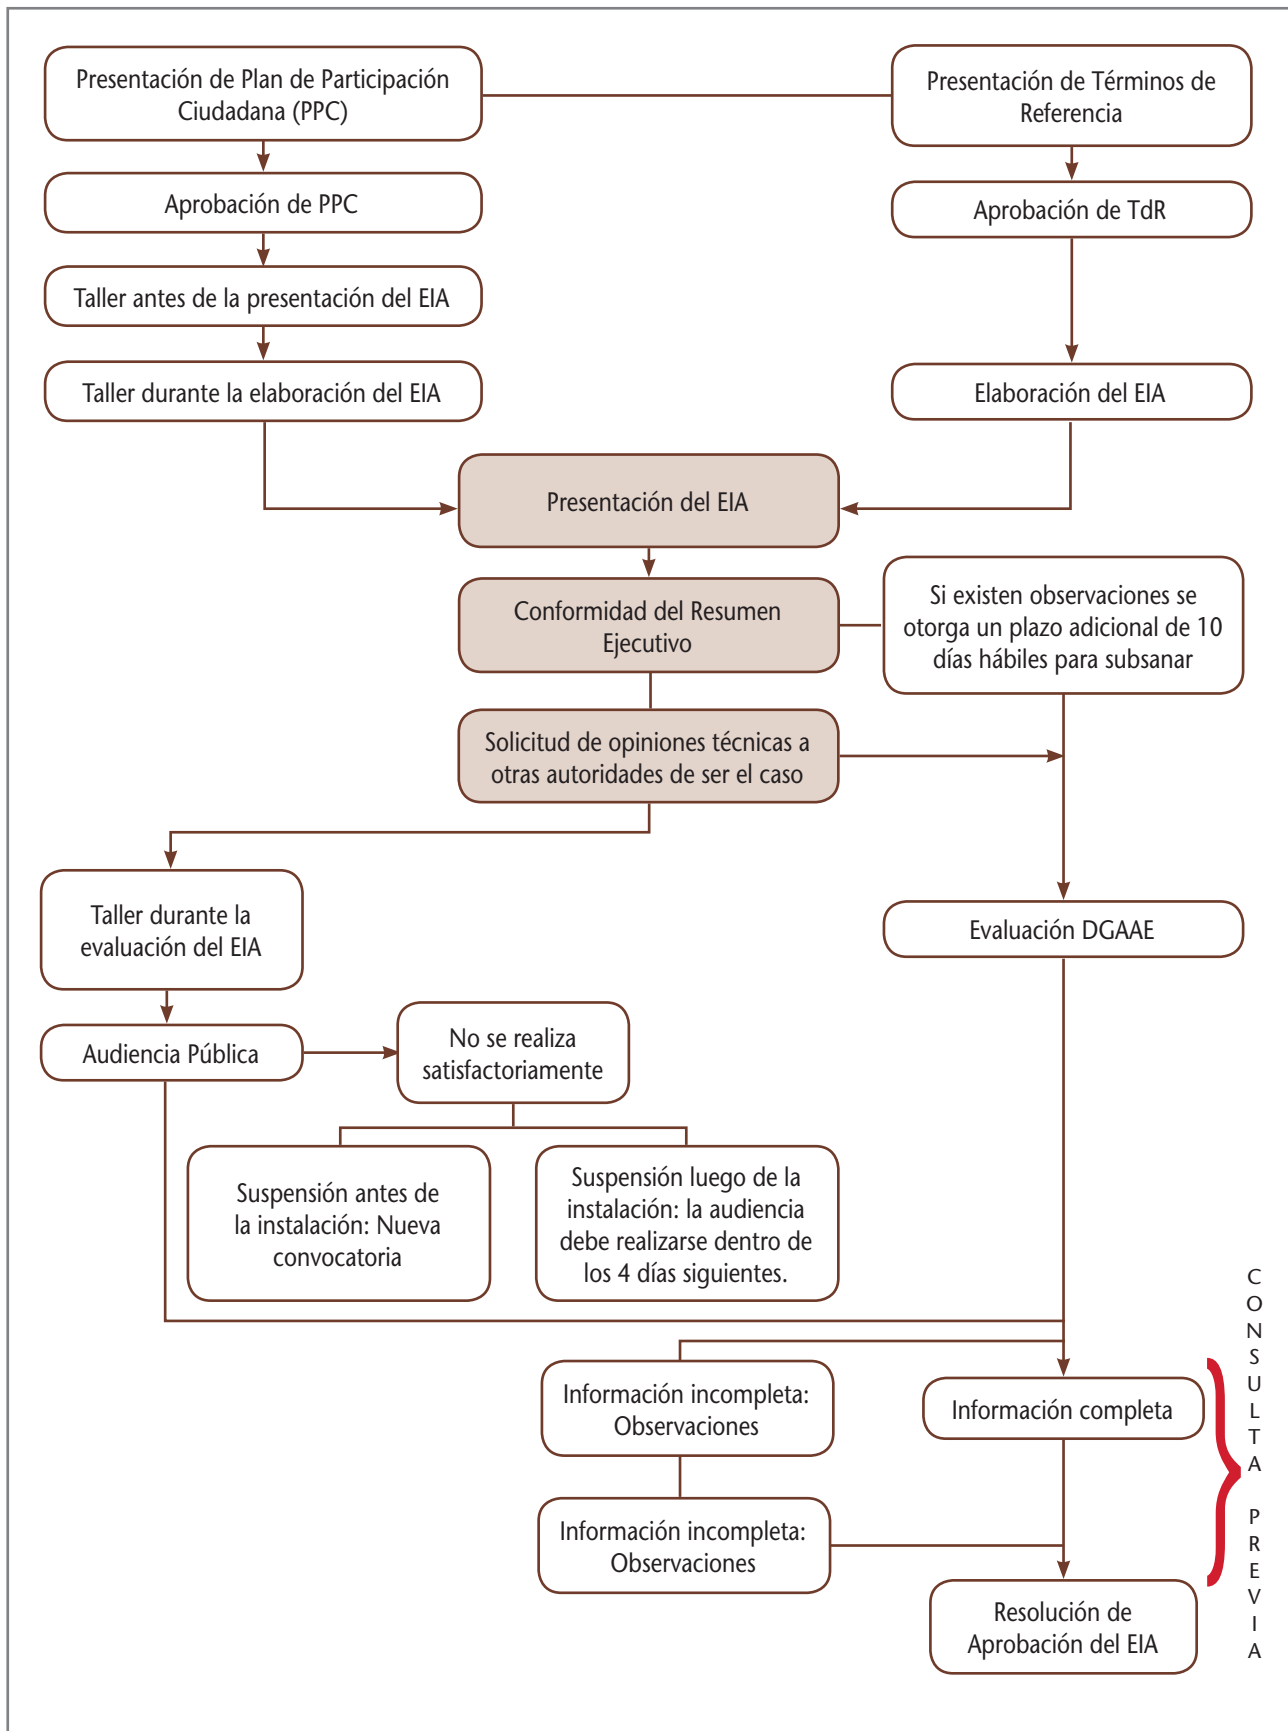 Presentación de Plan de Participación
Ciudadana (PPC)
Presentación de Términos de
Referencia
Aprobación de PPC
Aprobación de TdR
Taller antes de la presentación del EIA
Taller durante la elaboración del EIA
Elaboración del EIA
Presentación del EIA
Conformidad del Resumen
Ejecutivo
Si existen observaciones se
otorga un plazo adicional de 10
días hábiles para subsanar
Solicitud de opiniones técnicas a
otras autoridades de ser el caso
Taller durante la
evaluación del EIA
Evaluación DGAAE
Audiencia Pública
No se realiza
satisfactoriamente
Suspensión antes de
la instalación: Nueva
convocatoria
Suspensión luego de la
instalación: la audiencia
debe realizarse dentro de
los 4 días siguientes.
Información incompleta:
Observaciones
Información completa
Información incompleta:
Observaciones
Resolución de
Aprobación del EIA
CONSULTA PREVIA